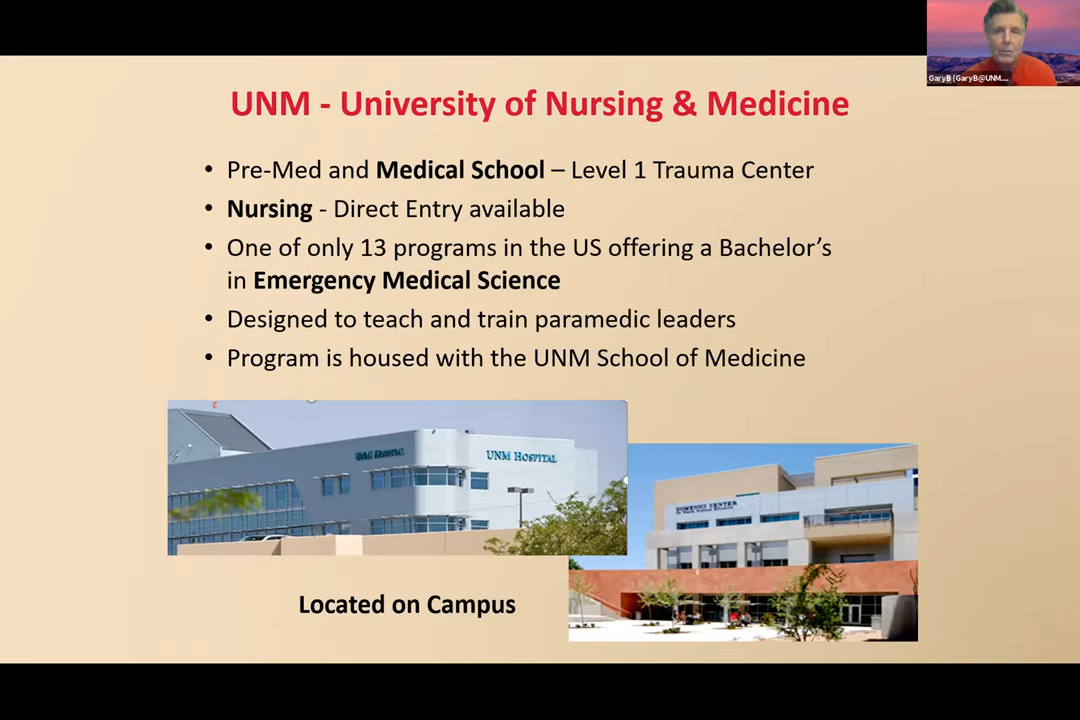 GaryB (GaryB@UNM....
UNM - University of Nursing & Medicine
• Pre-Med and Medical School – Level 1 Trauma Center
• Nursing - Direct Entry available
• One of only 13 programs in the US offering a Bachelor’s
in Emergency Medical Science
• Designed to teach and train paramedic leaders
• Program is housed with the UNM School of Medicine
UNM HOSPITAL
UNM HOSPITAL
DOMENICI CENTER
Located on Campus